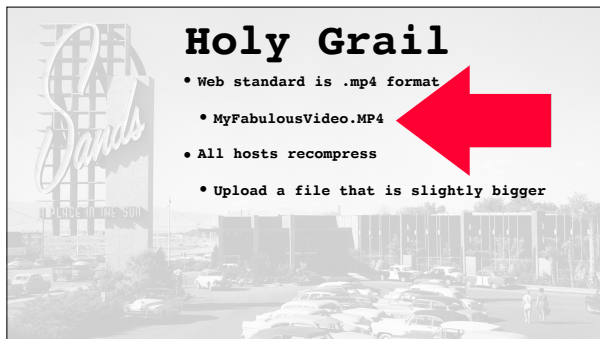 Holy Grail
• Web standard is .mp4 format
• MyFabulousVideo.MP4
• All hosts recompress
• Upload a file that is slightly bigger
Sands
A PLACE IN THE SUN